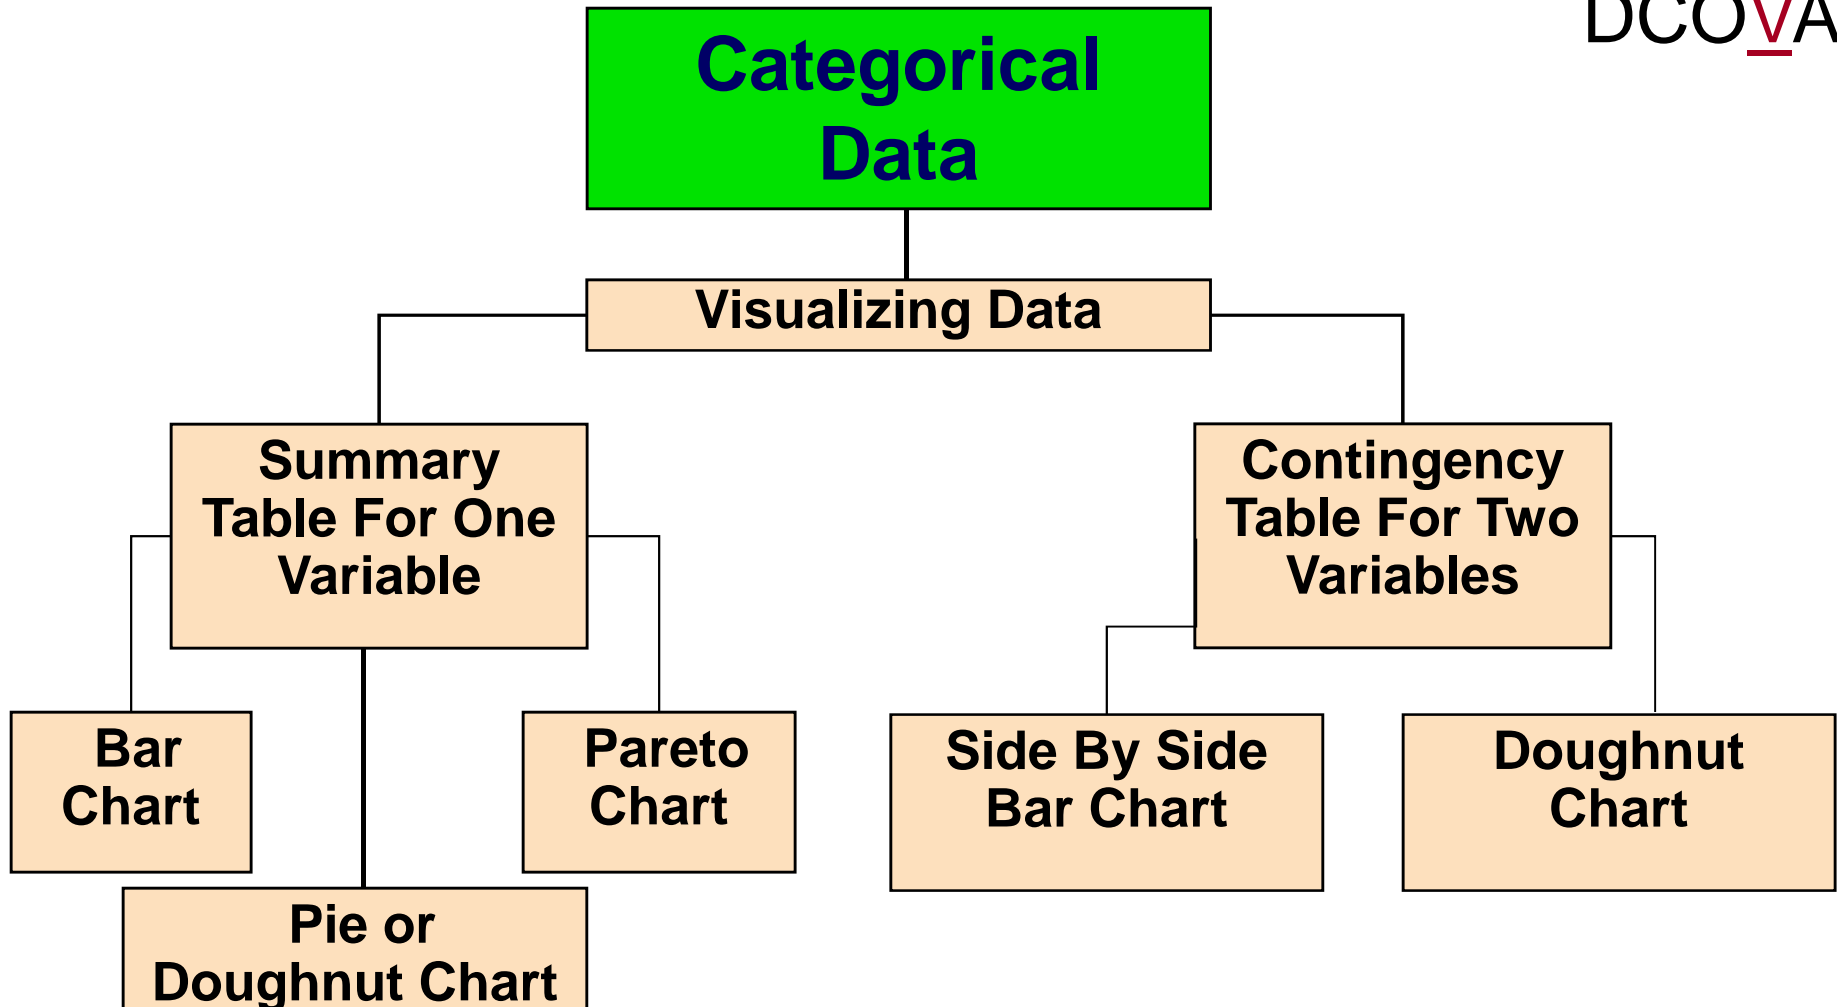 DCOVA
Categorical
Data
Visualizing Data
Summary
Table For One
Variable
Contingency
Table For Two
Variables
Bar
Chart
Pareto
Chart
Side By Side
Bar Chart
Doughnut
Chart
Pie or
Doughnut Chart